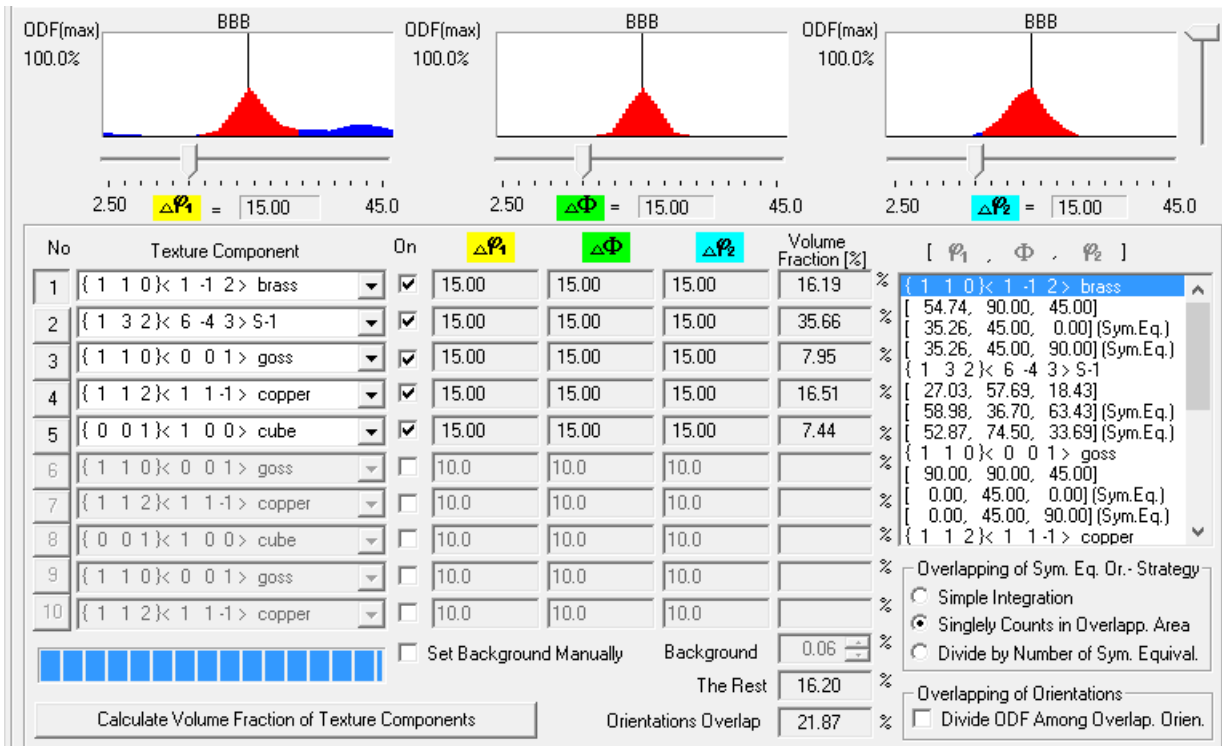 BBB BBB BBB
ODF(max) ODF(max) ODF(max)
100.0% 100.0% 100.0%
2.50 △φ₁ = 15.00 45.0 2.50 △Φ = 15.00 45.0 2.50 △φ₂ = 15.00 45.0
No Texture Component On △φ₁ △Φ △φ₂ Volume Fraction [%] [ φ₁ , Φ , φ₂ ]
1 { 1 1 0}< 1 -1 2> brass 15.00 15.00 15.00 16.19 %
2 { 1 3 2}< 6 -4 3> S-1 15.00 15.00 15.00 35.66 %
3 { 1 1 0}< 0 0 1> goss 15.00 15.00 15.00 7.95 %
4 { 1 1 2}< 1 1 -1> copper 15.00 15.00 15.00 16.51 %
5 { 0 0 1}< 1 0 0> cube 15.00 15.00 15.00 7.44 %
6 { 1 1 0}< 0 0 1> goss 10.0 10.0 10.0 %
7 { 1 1 2}< 1 1 -1> copper 10.0 10.0 10.0 %
8 { 0 0 1}< 1 0 0> cube 10.0 10.0 10.0 %
9 { 1 1 0}< 0 0 1> goss 10.0 10.0 10.0 %
10 { 1 1 2}< 1 1 -1> copper 10.0 10.0 10.0 %
Set Background Manually Background 0.06 %
The Rest 16.20 %
Calculate Volume Fraction of Texture Components Orientations Overlap 21.87 %
{ 1 1 0}< 1 -1 2> brass
[ 54.74, 90.00, 45.00]
[ 35.26, 45.00, 0.00] (Sym.Eq.)
[ 35.26, 45.00, 90.00] (Sym.Eq.)
{ 1 3 2}< 6 -4 3> S-1
[ 27.03, 57.69, 18.43]
[ 58.98, 36.70, 63.43] (Sym.Eq.)
[ 52.87, 74.50, 33.69] (Sym.Eq.)
{ 1 1 0}< 0 0 1> goss
[ 90.00, 90.00, 45.00]
[ 0.00, 45.00, 0.00] (Sym.Eq.)
[ 0.00, 45.00, 90.00] (Sym.Eq.)
{ 1 1 2}< 1 1 -1> copper
Overlapping of Sym. Eq. Or.- Strategy
Simple Integration
Singlely Counts in Overlapp. Area
Divide by Number of Sym. Equival.
Overlapping of Orientations
Divide ODF Among Overlap. Orien.